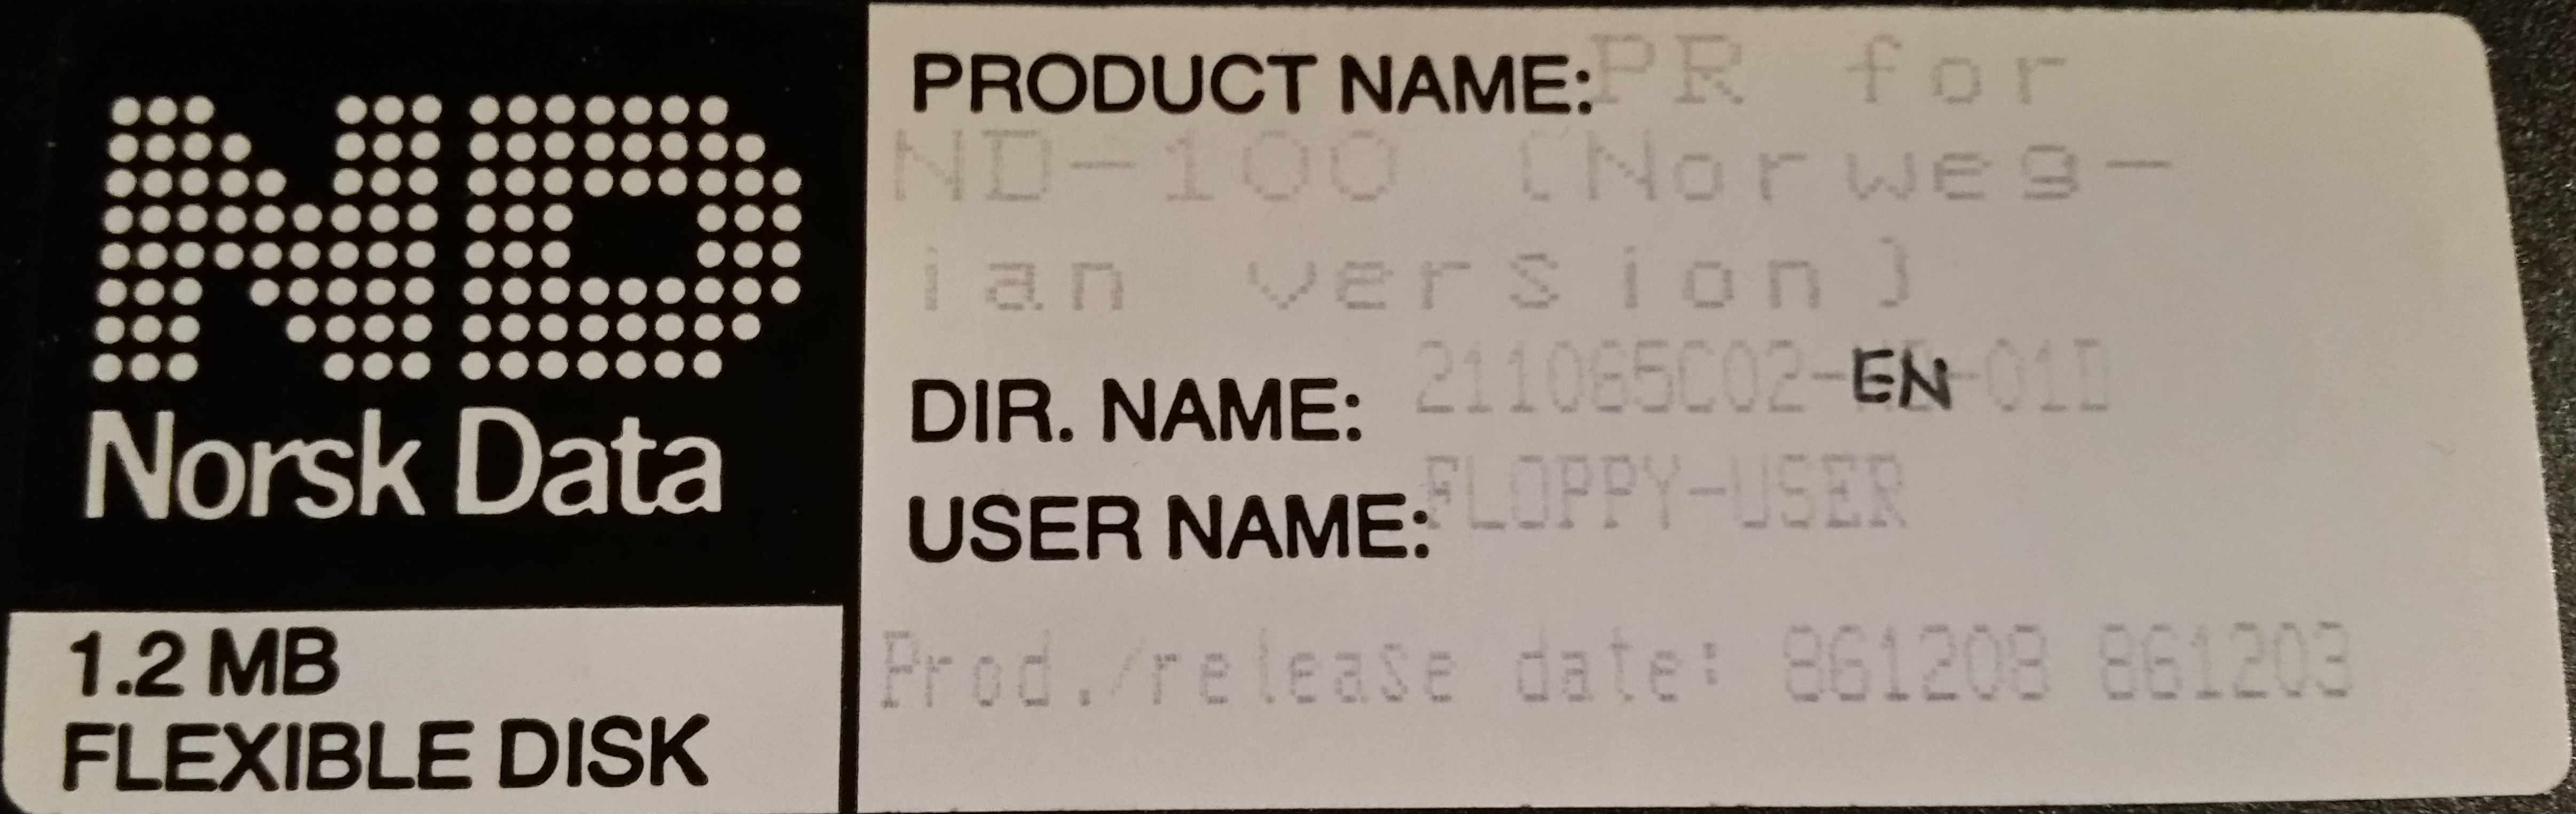 ND
Norsk Data
1.2 MB
FLEXIBLE DISK
PRODUCT NAME: PR for
ND-100 (Norweg-
ian version)
DIR. NAME: 211065C02-EN-01D
USER NAME: FLOPPY-USER
Prod./release date: 861208 861203